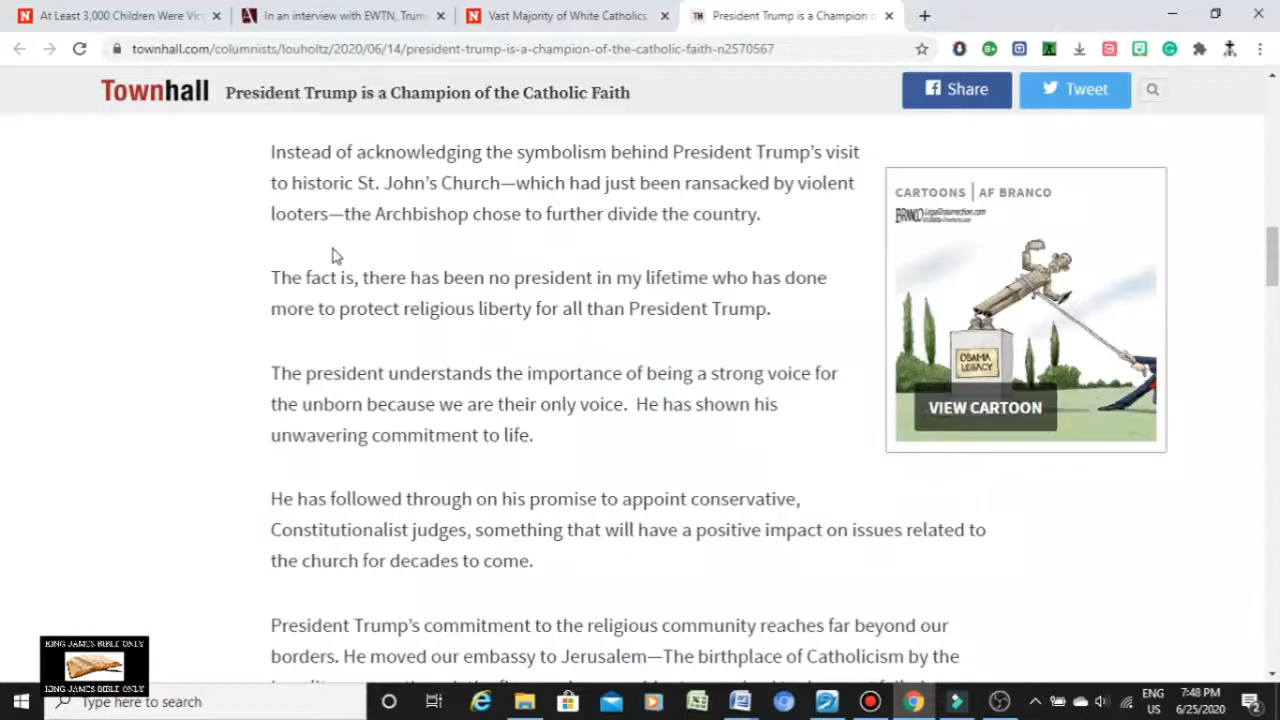 At Least 3,000 Children Were Vic
In an interview with EWTN, Trum
Vast Majority of White Catholics
President Trump is a Champion o
townhall.com/columnists/louholtz/2020/06/14/president-trump-is-a-champion-of-the-catholic-faith-n2570567
Townhall
President Trump is a Champion of the Catholic Faith
Share
Tweet
Instead of acknowledging the symbolism behind President Trump's visit
to historic St. John's Church—which had just been ransacked by violent
looters—the Archbishop chose to further divide the country.
The fact is, there has been no president in my lifetime who has done
more to protect religious liberty for all than President Trump.
The president understands the importance of being a strong voice for
the unborn because we are their only voice.  He has shown his
unwavering commitment to life.
He has followed through on his promise to appoint conservative,
Constitutionalist judges, something that will have a positive impact on issues related to
the church for decades to come.
President Trump's commitment to the religious community reaches far beyond our
borders. He moved our embassy to Jerusalem—The birthplace of Catholicism by the
CARTOONS | AF BRANCO
BRANCO LegalInsurrection.com
OBAMA
LEGACY
VIEW CARTOON
KING JAMES BIBLE ONLY
KING JAMES BIBLE ONLY
Type here to search
ENG
US
7:48 PM
6/25/2020
2